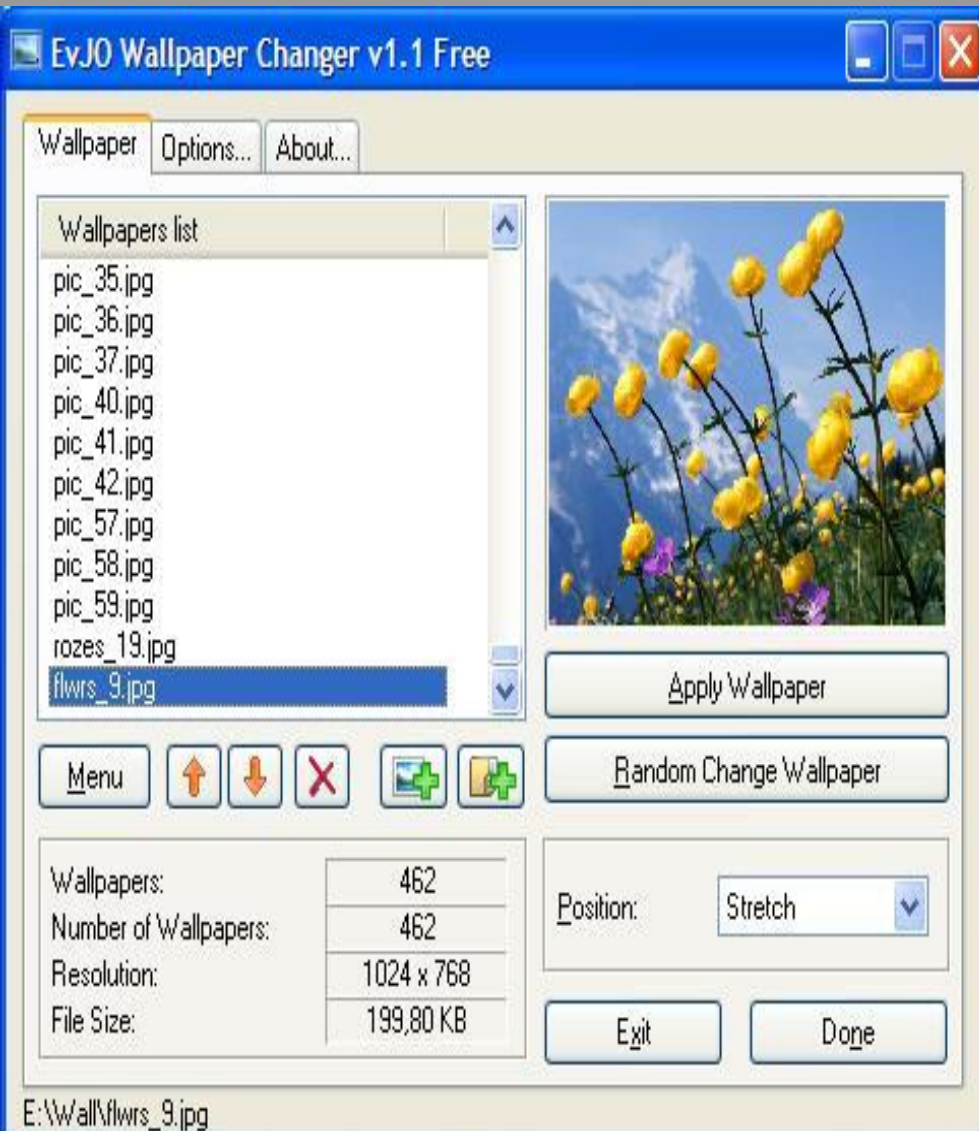 EvJO Wallpaper Changer v1.1 Free
Wallpaper
Options...
About...
Wallpapers list
pic_35.jpg
pic_36.jpg
pic_37.jpg
pic_40.jpg
pic_41.jpg
pic_42.jpg
pic_57.jpg
pic_58.jpg
pic_59.jpg
rozes_19.jpg
flwrs_9.jpg
Apply Wallpaper
Menu
Random Change Wallpaper
Wallpapers: 462
Number of Wallpapers: 462
Resolution: 1024 x 768
File Size: 199,80 KB
Position: Stretch
Exit
Done
E:\Wall\flwrs_9.jpg